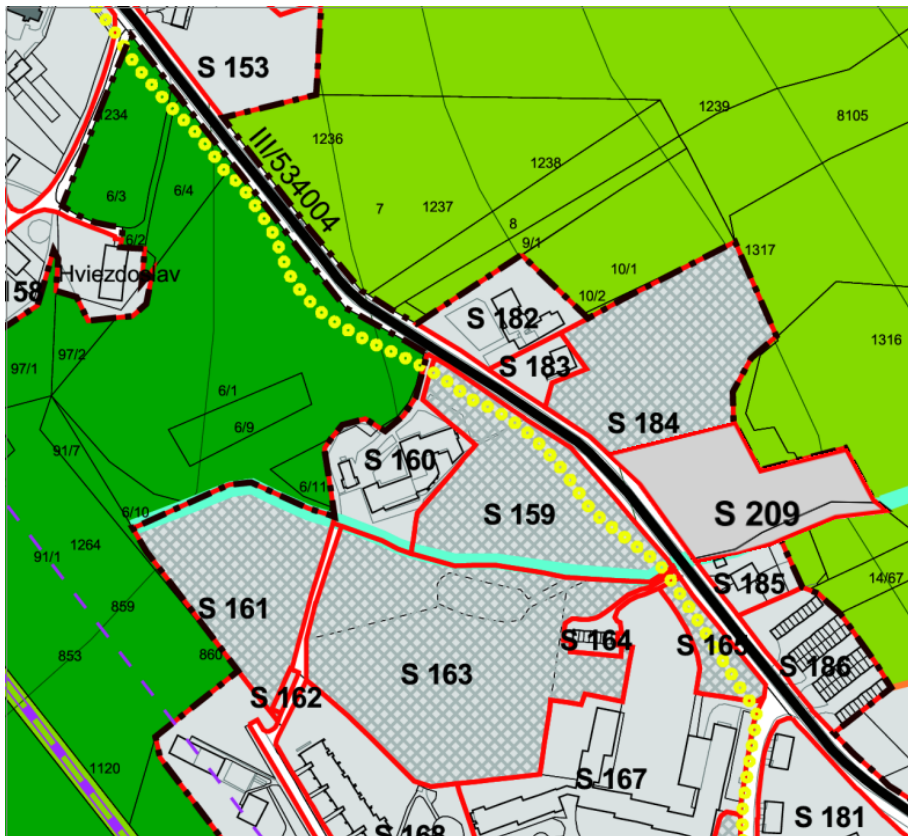 S 153
1234
III/534004
1236
1239
8105
1238
6/3
6/4
7
1237
8
9/1
6/2
Hviezdoslav
158
10/1
1317
10/2
S 182
1316
97/1
97/2
S 183
6/1
S 184
6/9
91/7
S 160
6/11
6/10
S 159
S 209
1264
91/1
14/67
S 185
859
S 161
853
860
S 164
S 165
S 186
S 163
S 162
1120
S 167
S 168
S 181